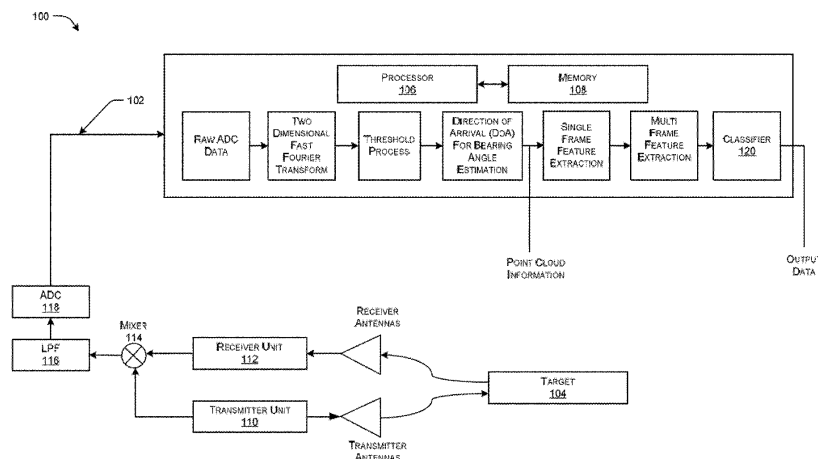 100
102
PROCESSOR
106
MEMORY
108
RAW ADC
DATA
TWO
DIMENSIONAL
FAST
FOURIER
TRANSFORM
THRESHOLD
PROCESS
DIRECTION OF
ARRIVAL (DOA)
FOR BEARING
ANGLE
ESTIMATION
SINGLE
FRAME
FEATURE
EXTRACTION
MULTI
FRAME
FEATURE
EXTRACTION
CLASSIFIER
120
POINT CLOUD
INFORMATION
OUTPUT
DATA
ADC
118
LPF
116
MIXER
114
RECEIVER UNIT
112
RECEIVER
ANTENNAS
TRANSMITTER UNIT
110
TRANSMITTER
ANTENNAS
TARGET
104